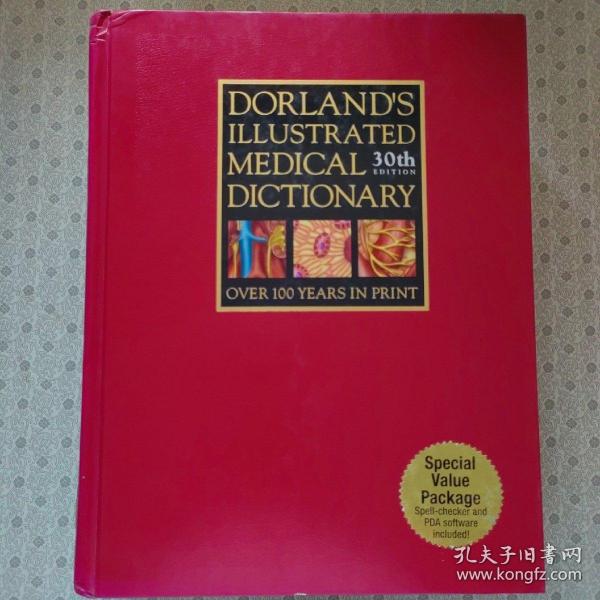 DORLAND'S
ILLUSTRATED
MEDICAL 30th
EDITION
DICTIONARY
OVER 100 YEARS IN PRINT
Special
Value
Package
Spell-checker and
PDA software
included!
孔夫子旧书网
www.kongfz.com